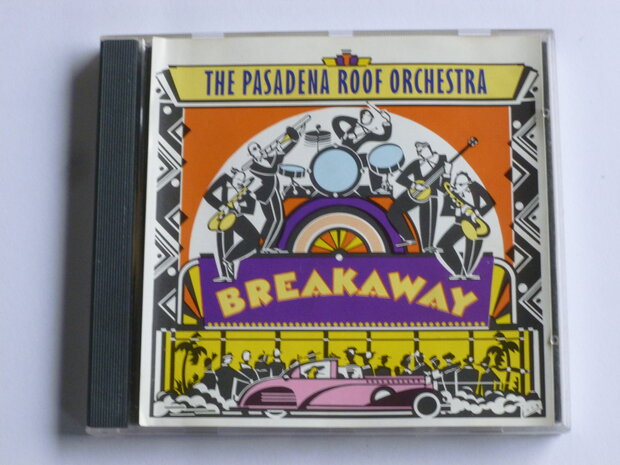 THE PASADENA ROOF ORCHESTRA
BREAKAWAY